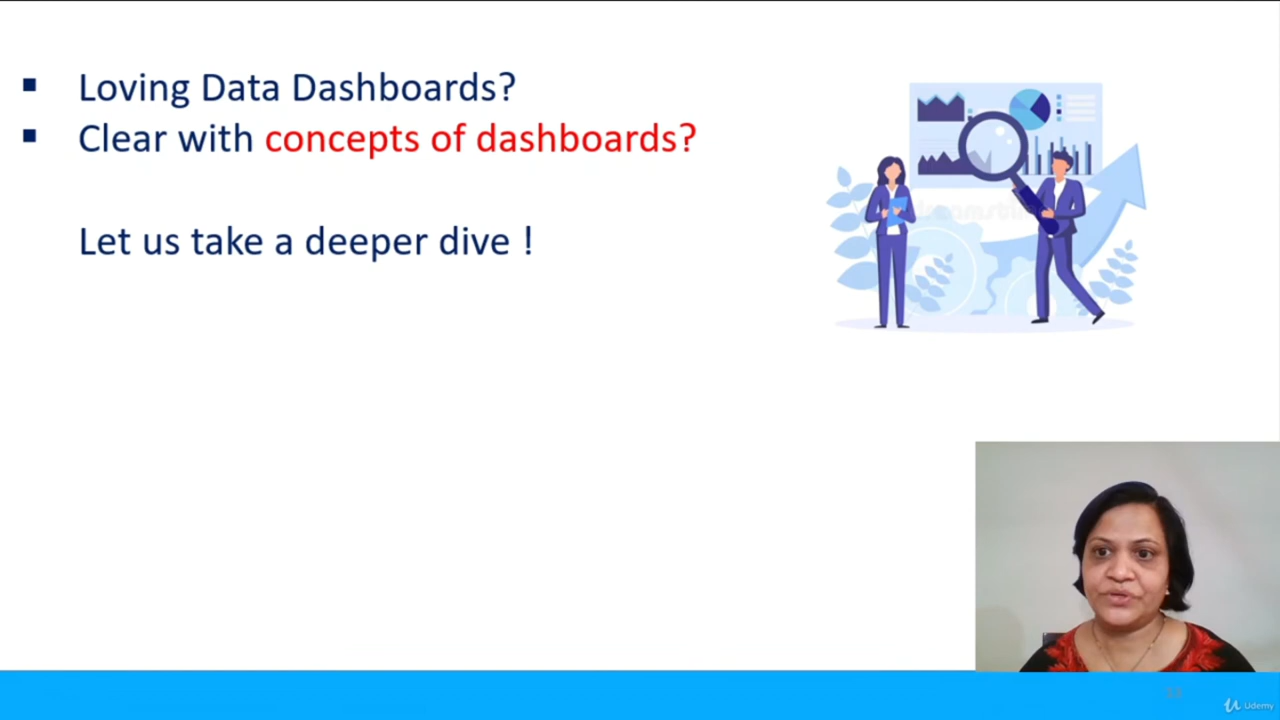 ▪ Loving Data Dashboards?
▪ Clear with concepts of dashboards?
Let us take a deeper dive !
Udemy